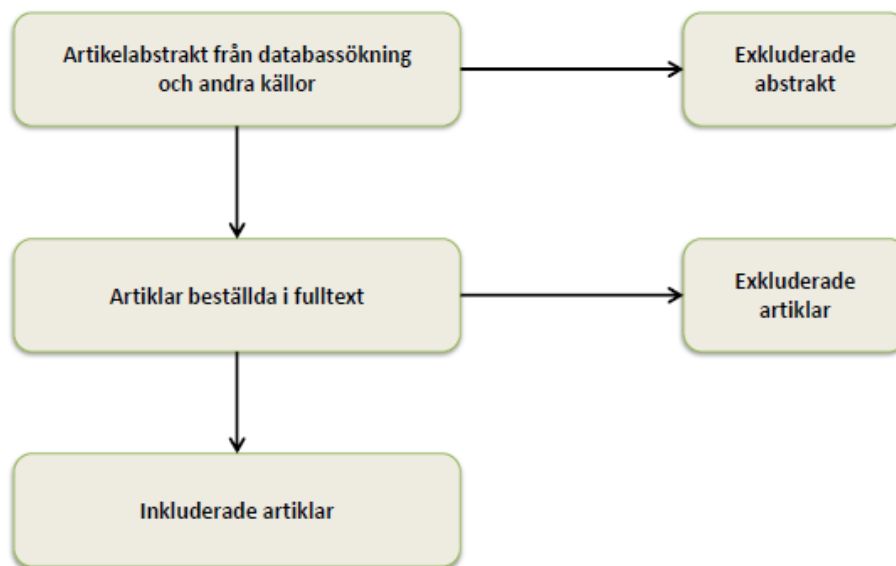 Artikelabstrakt från databassökning
och andra källor
Exkluderade
abstrakt
Artiklar beställda i fulltext
Exkluderade
artiklar
Inkluderade artiklar